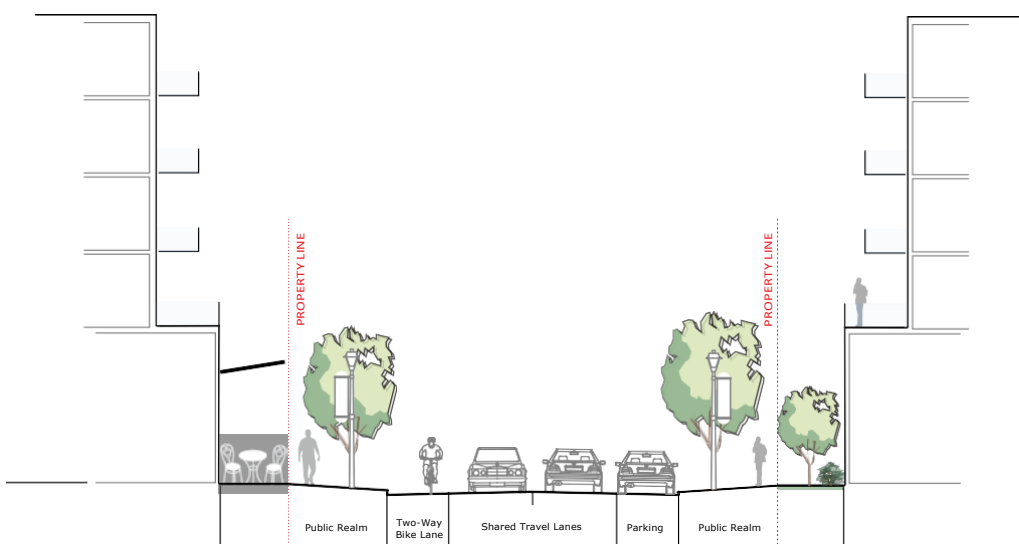 PROPERTY LINE
PROPERTY LINE
Public Realm
Two-Way
Bike Lane
Shared Travel Lanes
Parking
Public Realm